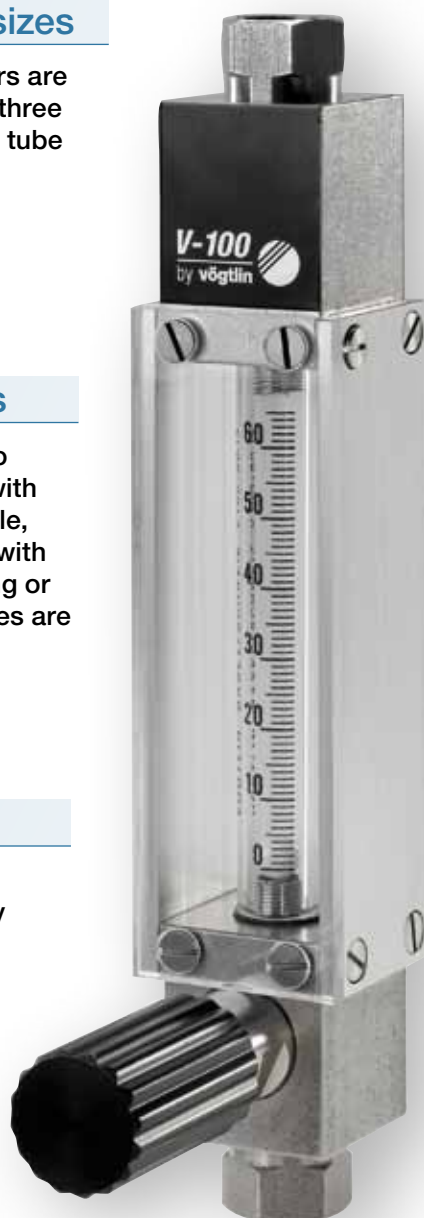 sizes
rs are
three
tube
s
o
with
le,
with
g or
es are
y
V-100
by vögtlin
60
50
40
30
20
10
0